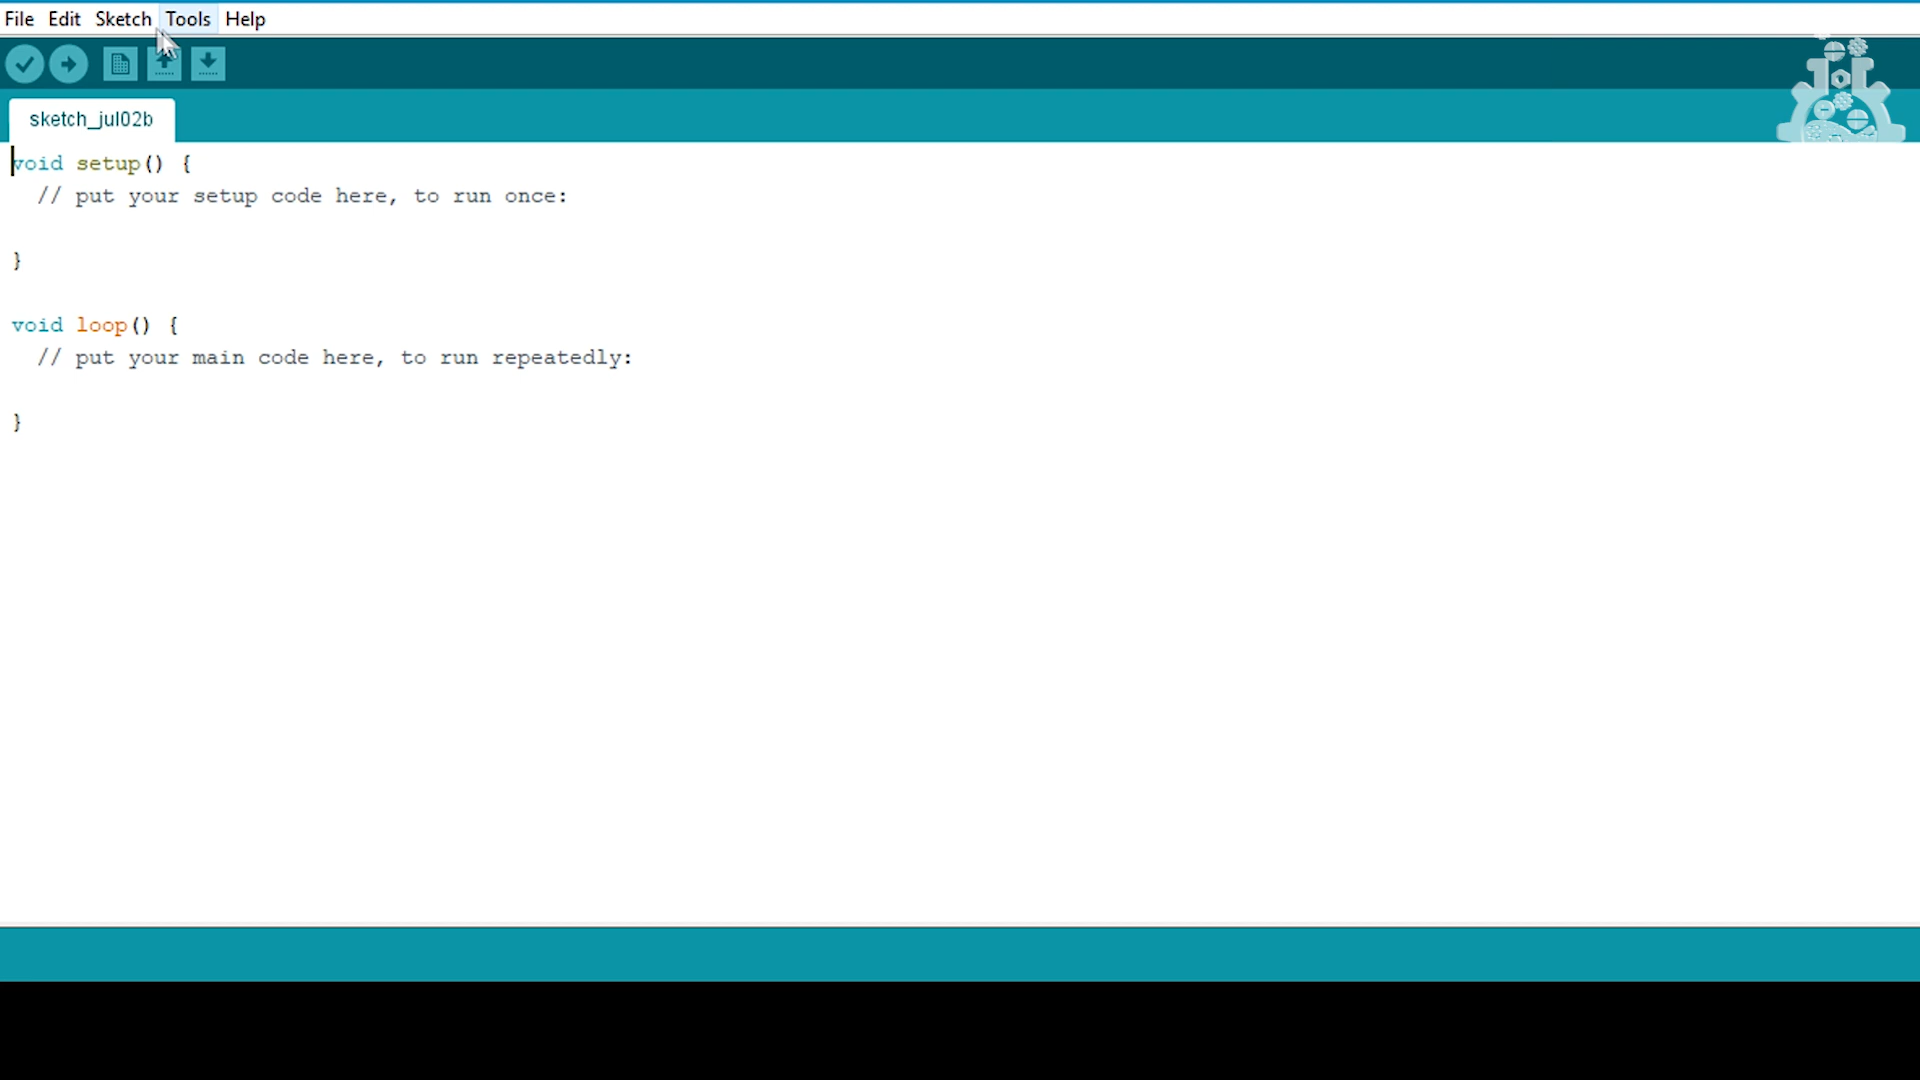 File Edit Sketch Tools Help
sketch_jul02b
void setup() {
  // put your setup code here, to run once:
}
void loop() {
  // put your main code here, to run repeatedly:
}